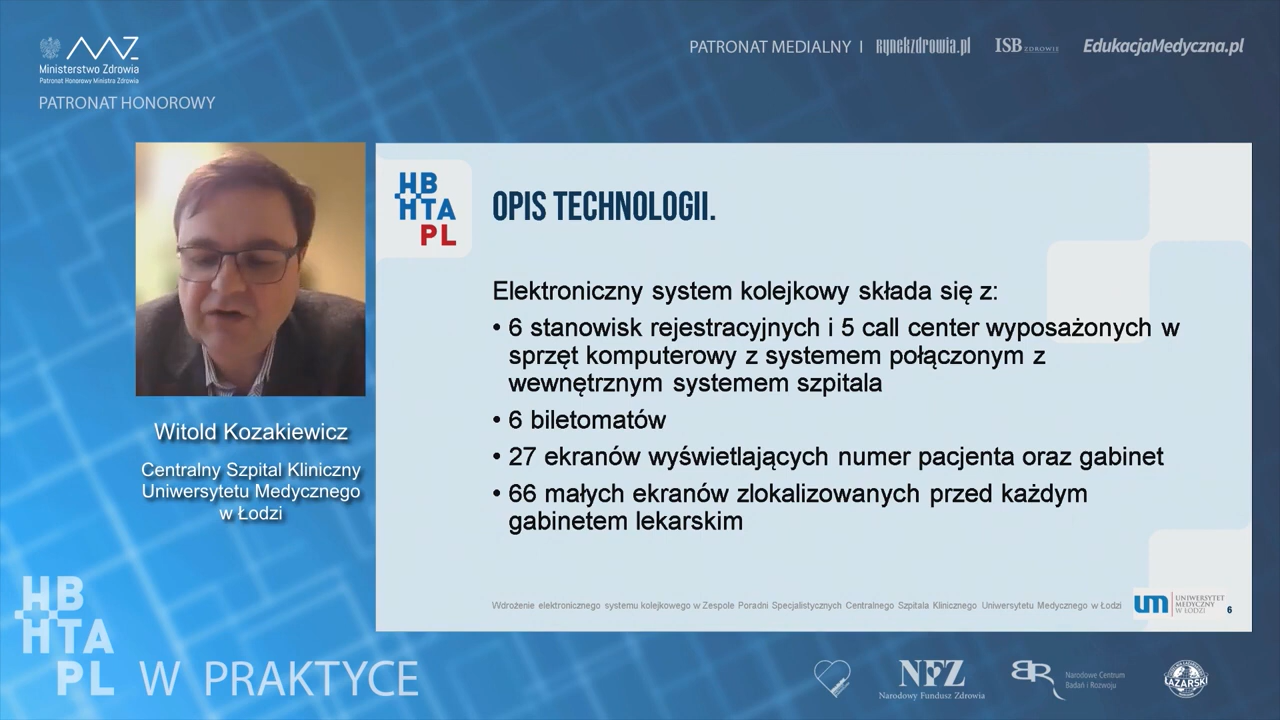 Ministerstwo Zdrowia
Patronat Honorowy Ministra Zdrowia
PATRONAT HONOROWY
PATRONAT MEDIALNY I rynekzdrowia.pl ISB ZDROWIE EdukacjaMedyczna.pl
HB
HTA
PL
OPIS TECHNOLOGII.
Elektroniczny system kolejkowy składa się z:
• 6 stanowisk rejestracyjnych i 5 call center wyposażonych w
sprzęt komputerowy z systemem połączonym z
wewnętrznym systemem szpitala
• 6 biletomatów
• 27 ekranów wyświetlających numer pacjenta oraz gabinet
• 66 małych ekranów zlokalizowanych przed każdym
gabinetem lekarskim
Wdrożenie elektronicznego systemu kolejkowego w Zespole Poradni Specjalistycznych Centralnego Szpitala Klinicznego Uniwersytetu Medycznego w Łodzi
UNIWERSYTET
MEDYCZNY
W ŁODZI
6
Witold Kozakiewicz
Centralny Szpital Kliniczny
Uniwersytetu Medycznego
w Łodzi
HB
HTA
PL W PRAKTYCE
NFZ
Narodowy Fundusz Zdrowia
Narodowe Centrum
Badań i Rozwoju
ŁAZARSKI